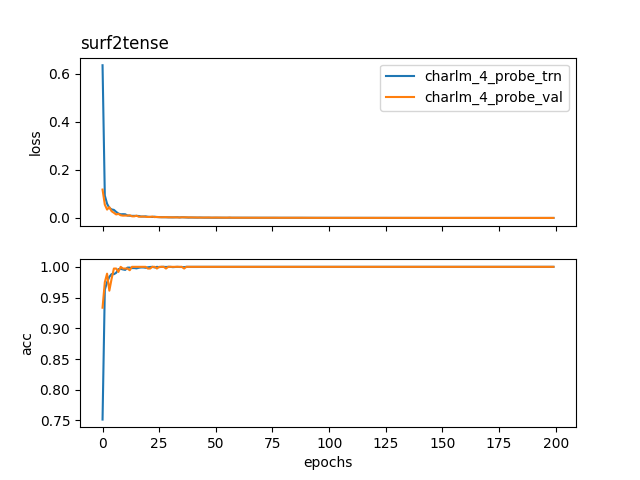 surf2tense
0.6
0.4
0.2
0.0
loss
charlm_4_probe_trn
charlm_4_probe_val
1.00
0.95
0.90
0.85
0.80
0.75
acc
0 25 50 75 100 125 150 175 200
epochs